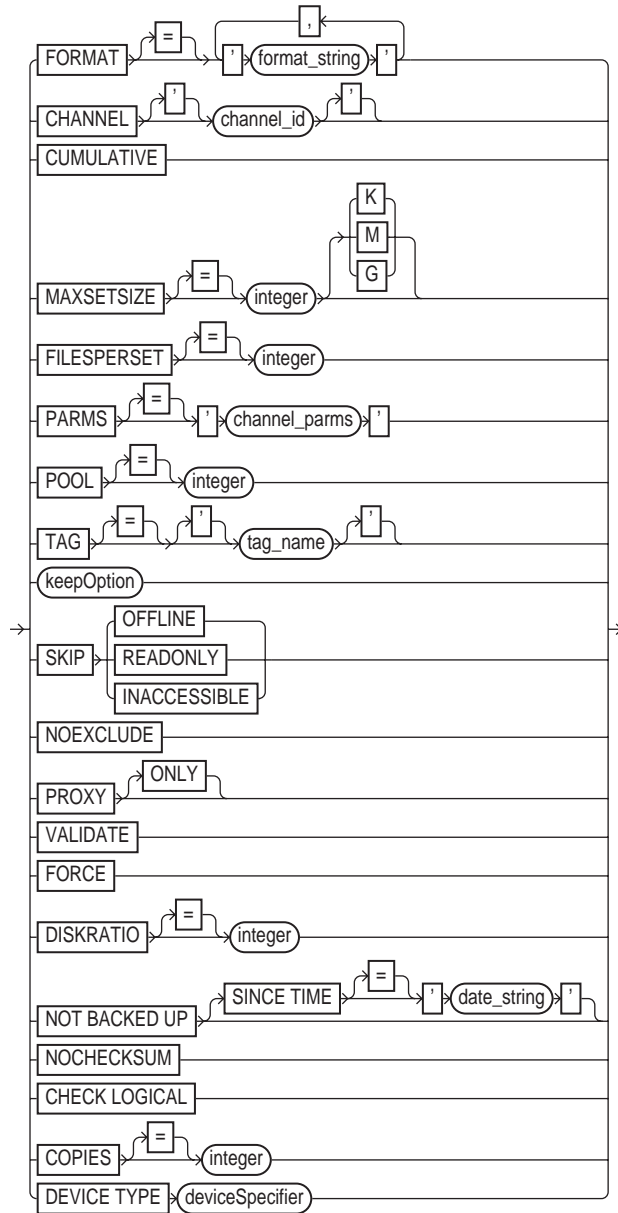 ,
FORMAT = ' format_string '
CHANNEL ' channel_id '
CUMULATIVE
K
M
G
MAXSETSIZE = integer
FILESPERSET = integer
PARMS = ' channel_parms '
POOL = integer
TAG = ' tag_name '
keepOption
OFFLINE
SKIP READONLY
INACCESSIBLE
NOEXCLUDE
ONLY
PROXY
VALIDATE
FORCE
DISKRATIO = integer
SINCE TIME = ' date_string '
NOT BACKED UP
NOCHECKSUM
CHECK LOGICAL
COPIES = integer
DEVICE TYPE deviceSpecifier